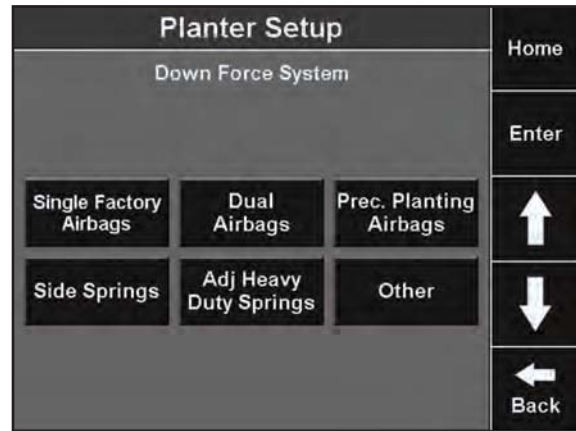 Planter Setup
Home
Down Force System
Enter
Single Factory
Airbags
Dual
Airbags
Prec. Planting
Airbags
Side Springs
Adj Heavy
Duty Springs
Other
Back